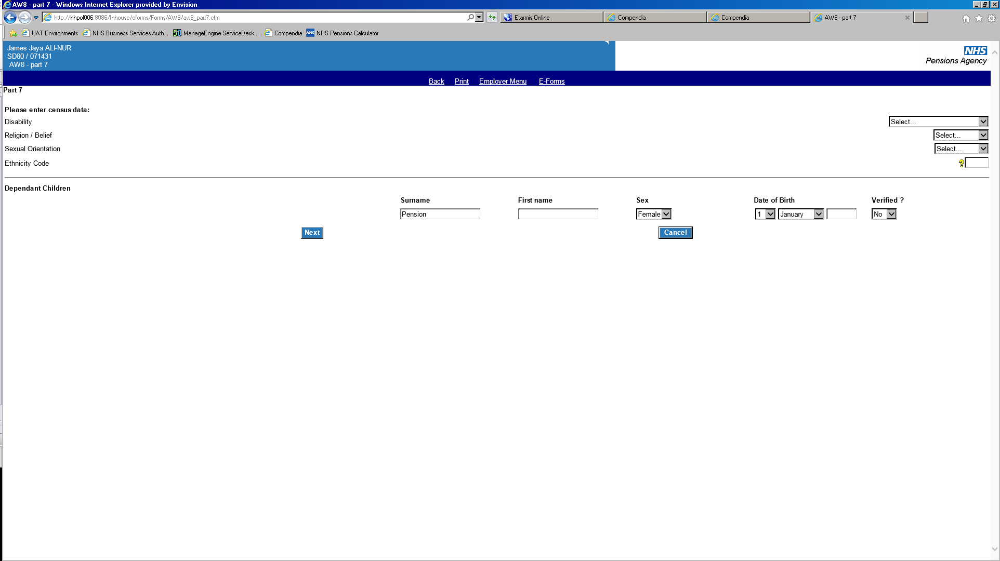 AW8 - part 7 - Windows Internet Explorer provided by Envision
http://hhpol006:8086/Inhouse/eforms/Forms/AW8/aw8_part7.cfm
Etarmis Online
Compendia
Compendia
AW8 - part 7
UAT Environments
NHS Business Services Auth...
ManageEngine ServiceDesk...
Compendia
NHS NHS Pensions Calculator
James Jaya ALI-NUR
SD80 / 071431
AW8 - part 7
NHS
Pensions Agency
Back Print Employer Menu E-Forms
Part 7
Please enter census data:
Disability Select...
Religion / Belief Select...
Sexual Orientation Select...
Ethnicity Code ?
Dependant Children
Surname First name Sex Date of Birth Verified ?
Pension Female 1 January No
Next Cancel